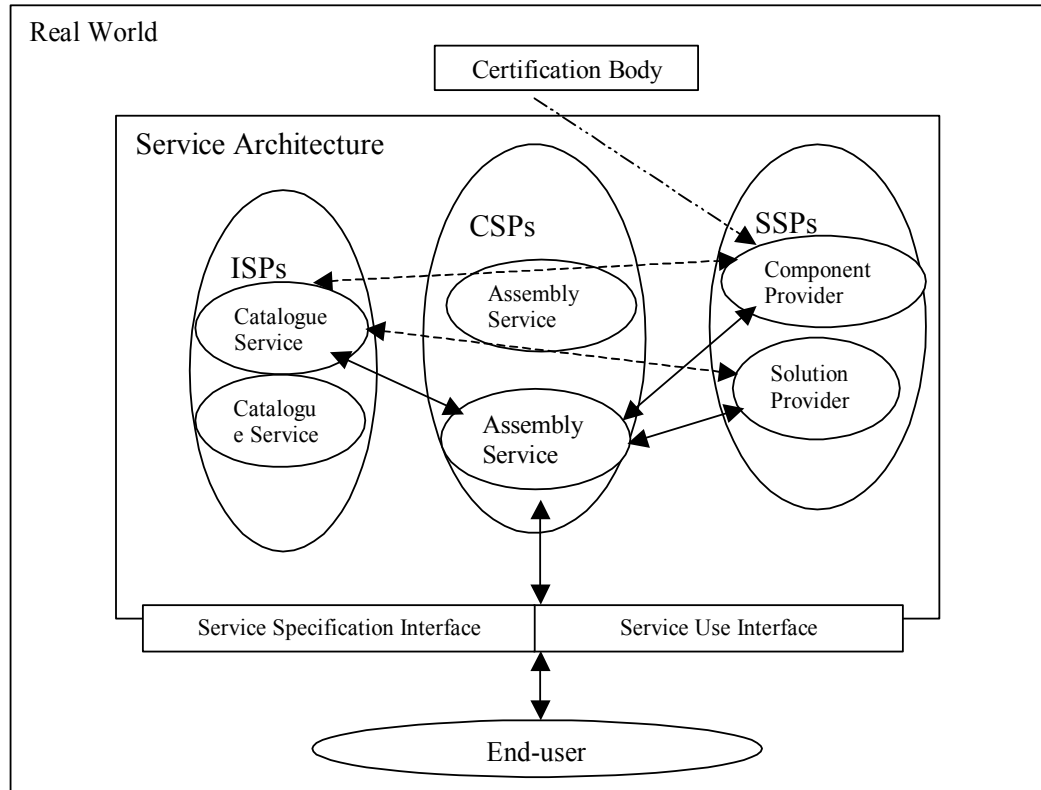 Real World
Certification Body
Service Architecture
ISPs
Catalogue
Service
Catalogu
e Service
CSPs
Assembly
Service
Assembly
Service
SSPs
Component
Provider
Solution
Provider
Service Specification Interface
Service Use Interface
End-user